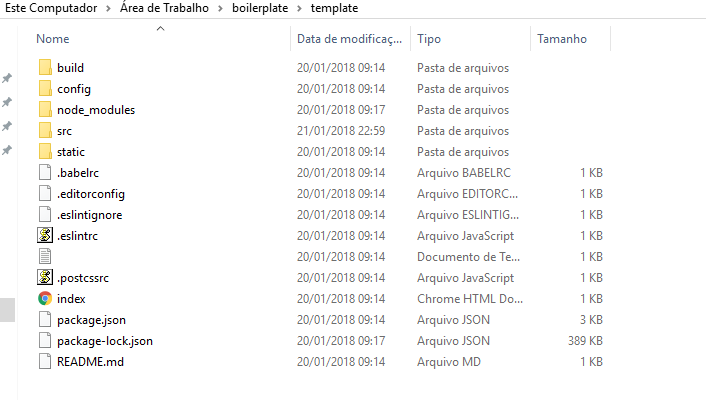 Este Computador > Área de Trabalho > boilerplate > template
Nome Data de modificaç... Tipo Tamanho
build 20/01/2018 09:14 Pasta de arquivos
config 20/01/2018 09:14 Pasta de arquivos
node_modules 20/01/2018 09:17 Pasta de arquivos
src 21/01/2018 22:59 Pasta de arquivos
static 20/01/2018 09:14 Pasta de arquivos
.babelrc 20/01/2018 09:14 Arquivo BABELRC 1 KB
.editorconfig 20/01/2018 09:14 Arquivo EDITORC... 1 KB
.eslintignore 20/01/2018 09:14 Arquivo ESLINTIG... 1 KB
.eslintrc 20/01/2018 09:14 Arquivo JavaScript 1 KB
20/01/2018 09:14 Documento de Te... 1 KB
.postcssrc 20/01/2018 09:14 Arquivo JavaScript 1 KB
index 20/01/2018 09:14 Chrome HTML Do... 1 KB
package.json 20/01/2018 09:14 Arquivo JSON 3 KB
package-lock.json 20/01/2018 09:17 Arquivo JSON 389 KB
README.md 20/01/2018 09:14 Arquivo MD 1 KB